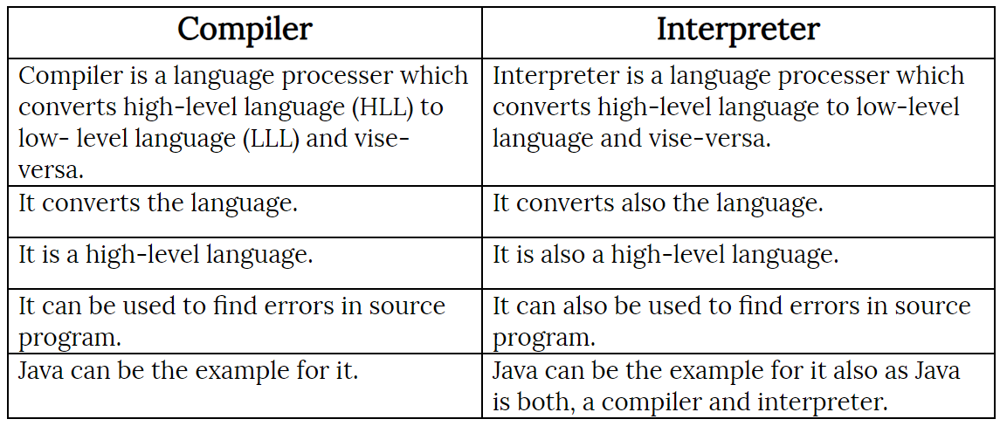 Compiler
Interpreter
Compiler is a language processer which
converts high-level language (HLL) to
low- level language (LLL) and vise-
versa.
Interpreter is a language processer which
converts high-level language to low-level
language and vise-versa.
It converts the language.
It converts also the language.
It is a high-level language.
It is also a high-level language.
It can be used to find errors in source
program.
It can also be used to find errors in source
program.
Java can be the example for it.
Java can be the example for it also as Java
is both, a compiler and interpreter.